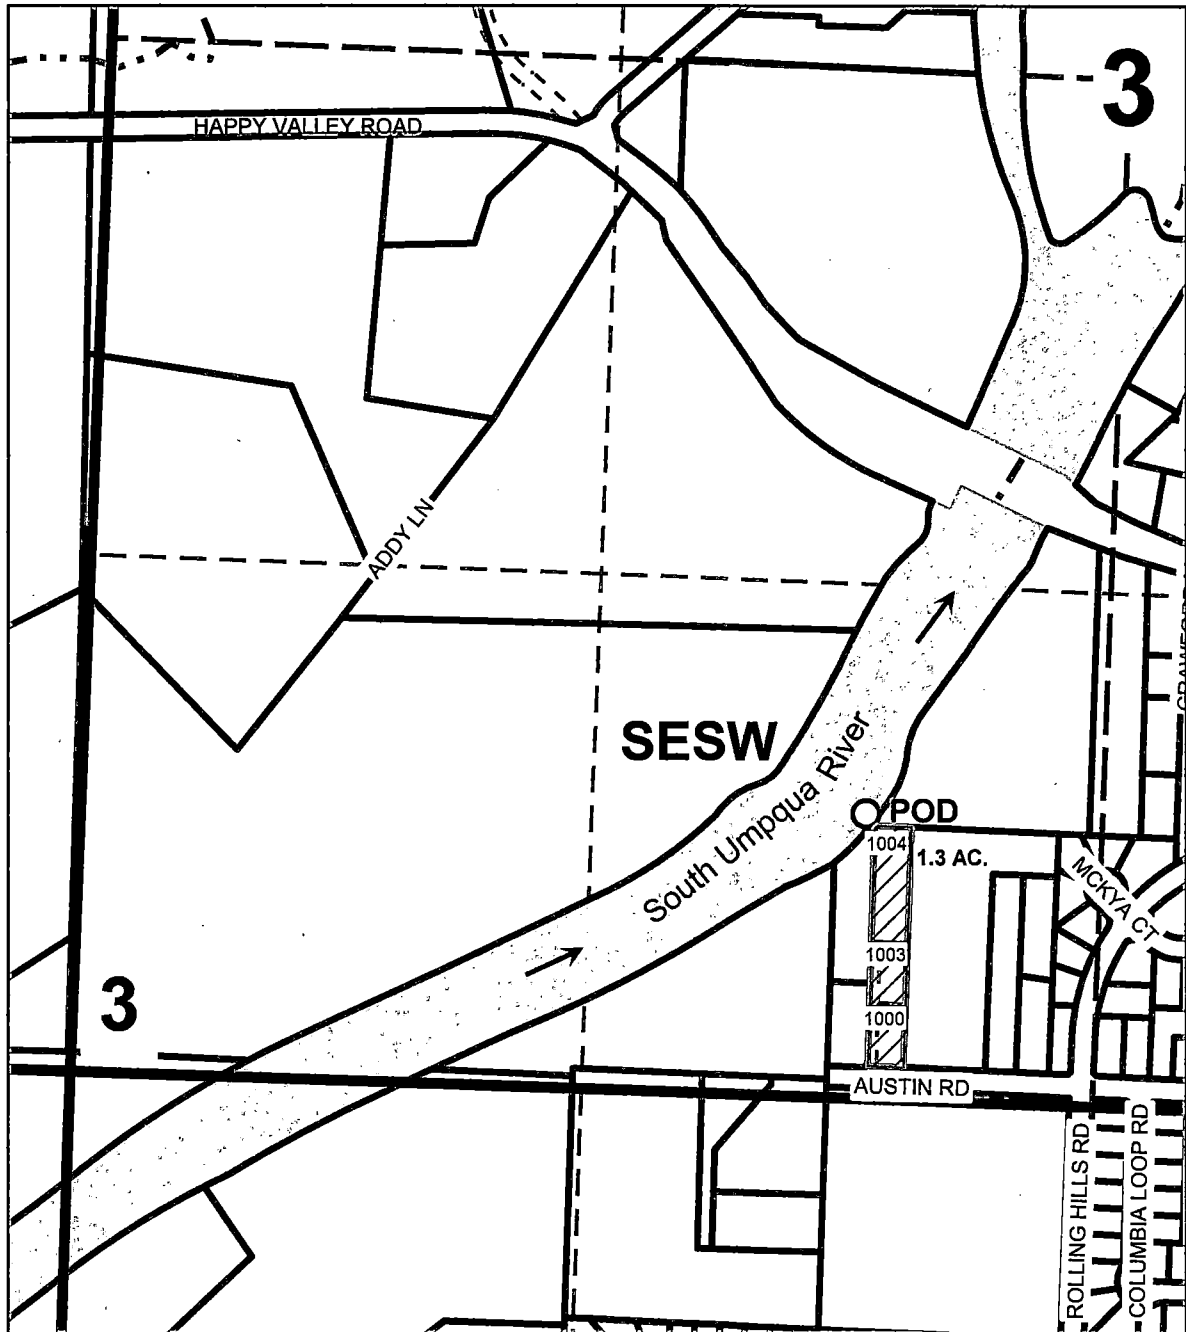 3
HAPPY VALLEY ROAD
ADDY LN
SESW
South Umpqua River
POD
1004
1.3 AC.
MCKYA CT
1003
3
1000
AUSTIN RD
ROLLING HILLS RD
COLUMBIA LOOP RD